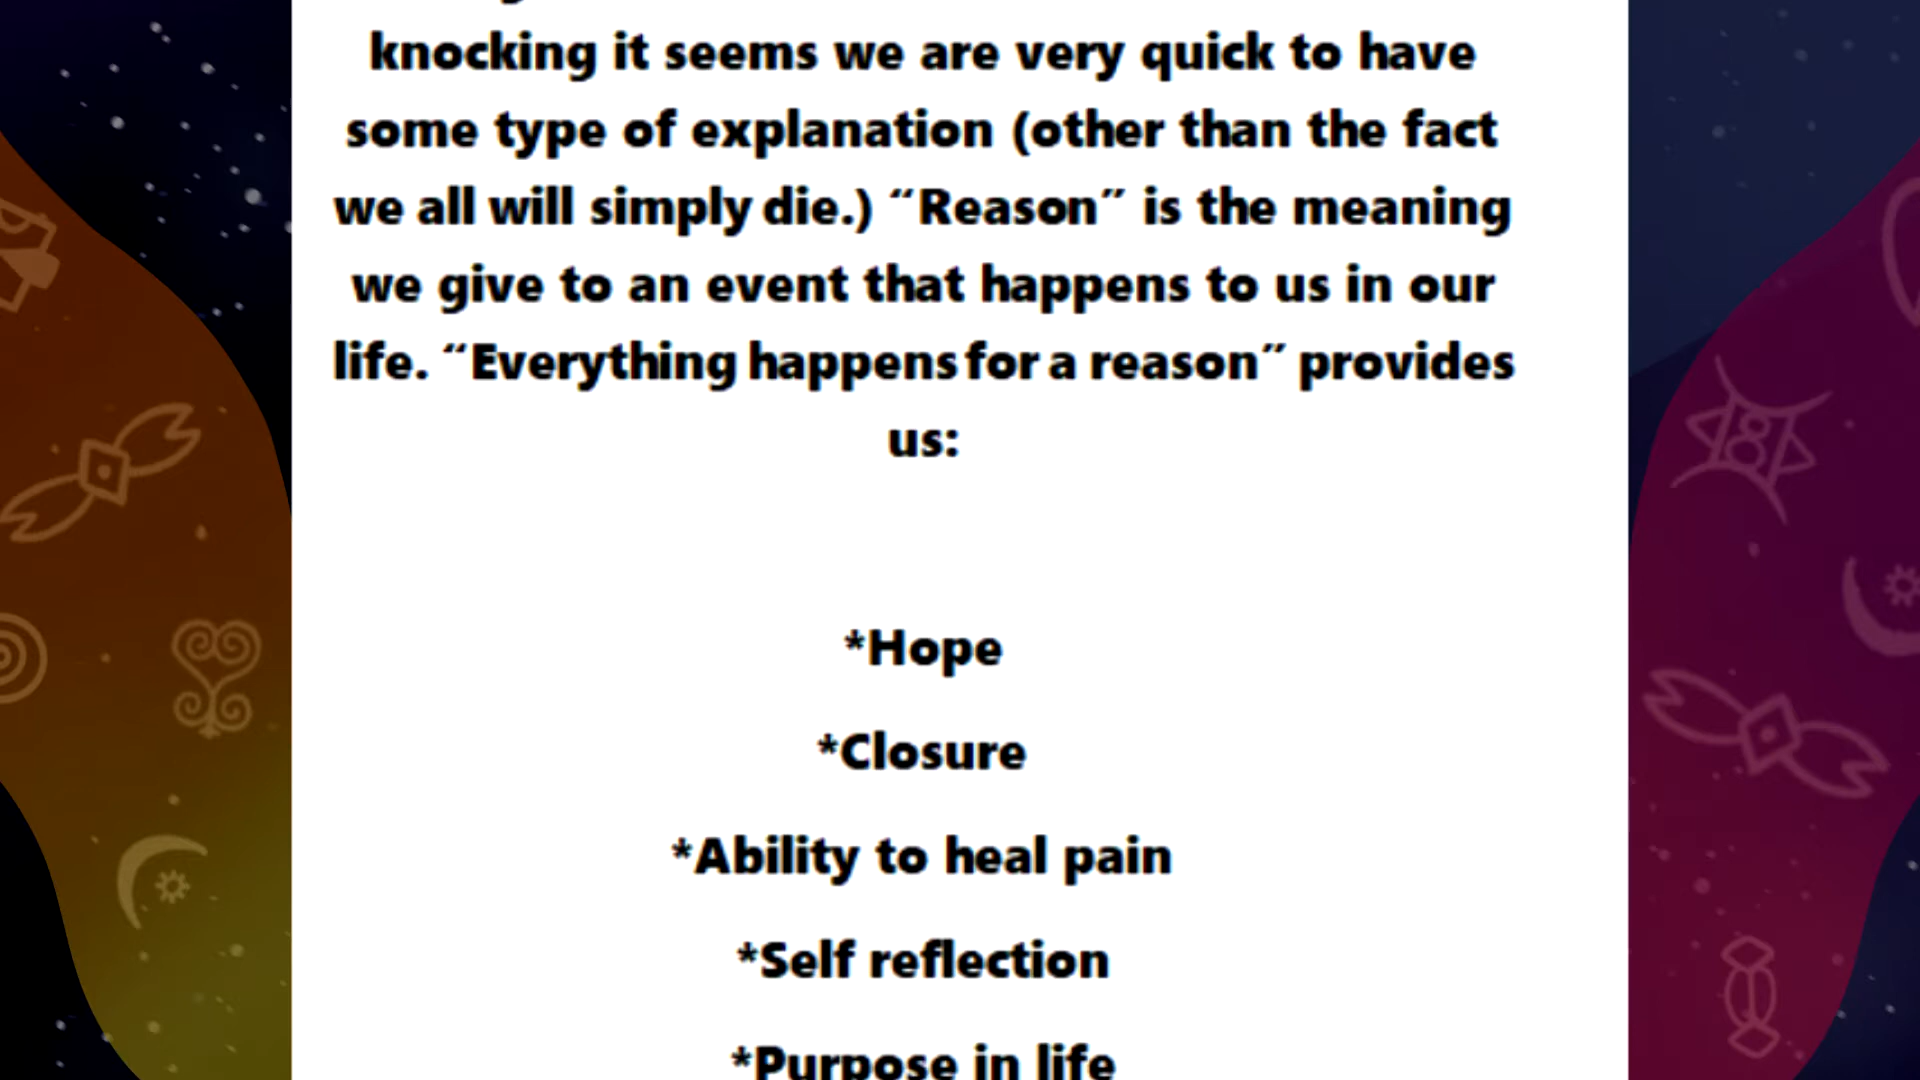 knocking it seems we are very quick to have
some type of explanation (other than the fact
we all will simply die.) “Reason” is the meaning
we give to an event that happens to us in our
life. “Everything happens for a reason” provides
us:
*Hope
*Closure
*Ability to heal pain
*Self reflection
*Purpose in life